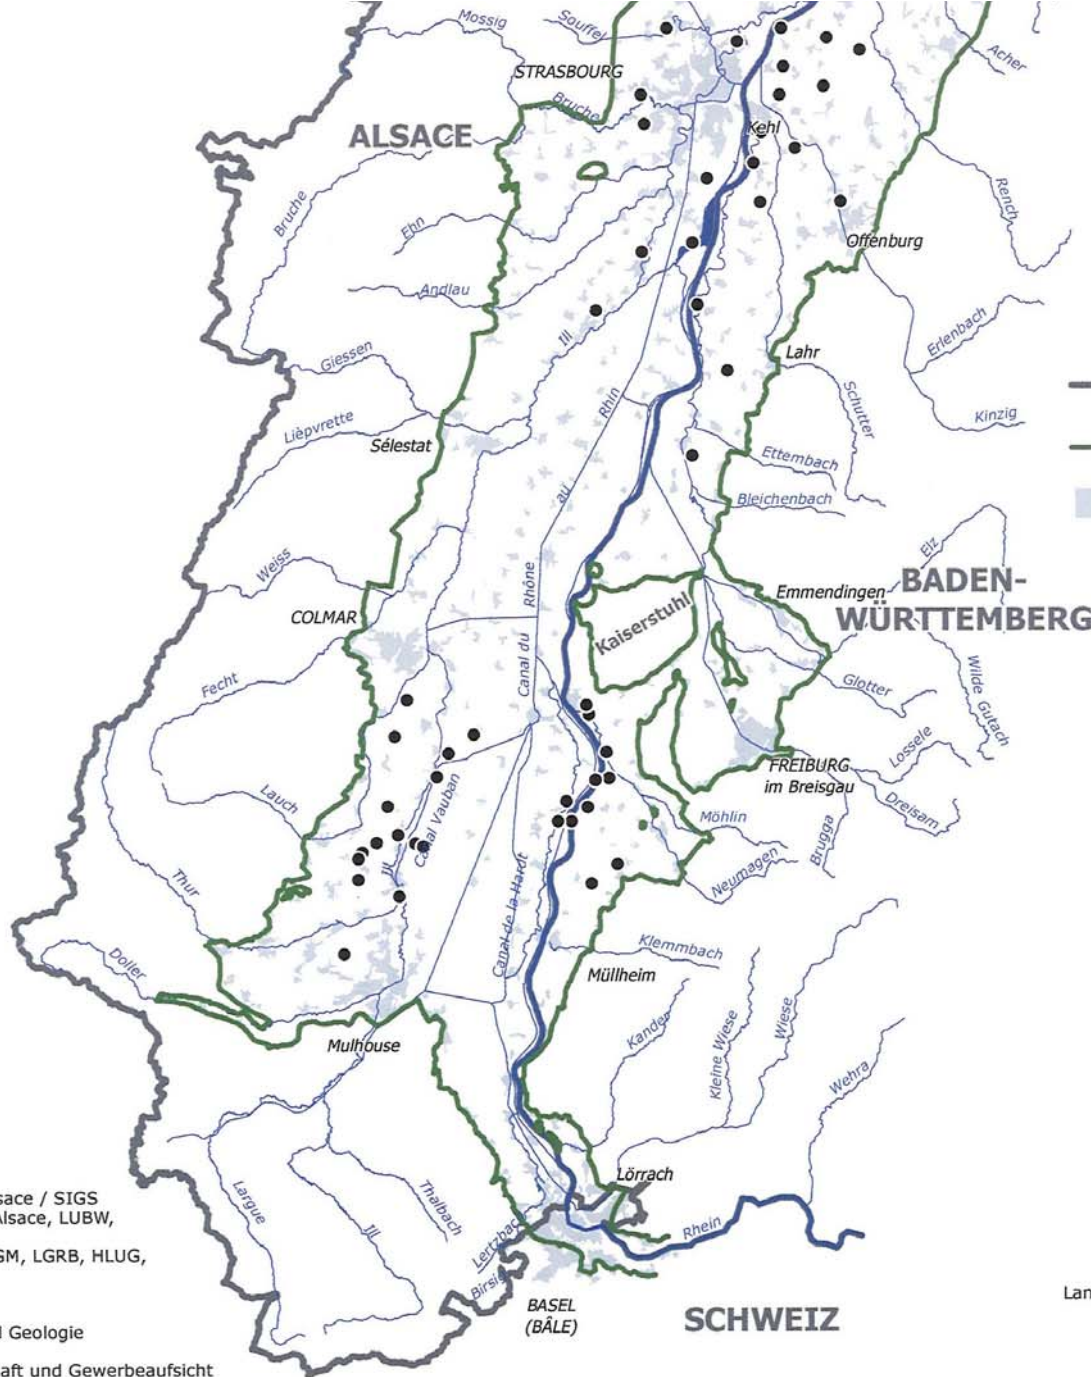 Mossig
Souffel
Acher
STRASBOURG
Bruche
Kehl
ALSACE
Bruche
Rench
Ehn
Offenburg
Andlau
Ill
Erlenbach
Giessen
Lahr
Schutter
Rhin
Kinzig
Lièpvrette
Sélestat
Ettembach
au
Bleichenbach
Elz
Weiss
BADEN-
WÜRTTEMBERG
Emmendingen
Rhône
COLMAR
Kaiserstuhl
Canal du
Fecht
Glotter
Wilde Gutach
Lossele
FREIBURG
im Breisgau
Lauch
Canal Vauban
Möhlin
Dreisam
Brugga
Ill
Neumagen
Thur
Canal de la Hardt
Klemmbach
Doller
Müllheim
Kander
Kleine Wiese
Wiese
Mulhouse
Wehra
Lörrach
sace / SIGS
Alsace, LUBW,
Largue
Thalbach
Ill
Rhein
Lertzbac
GM, LGRB, HLUG,
Birsig
BASEL
(BÂLE)
SCHWEIZ
Lan
d Geologie
aft und Gewerbeaufsicht